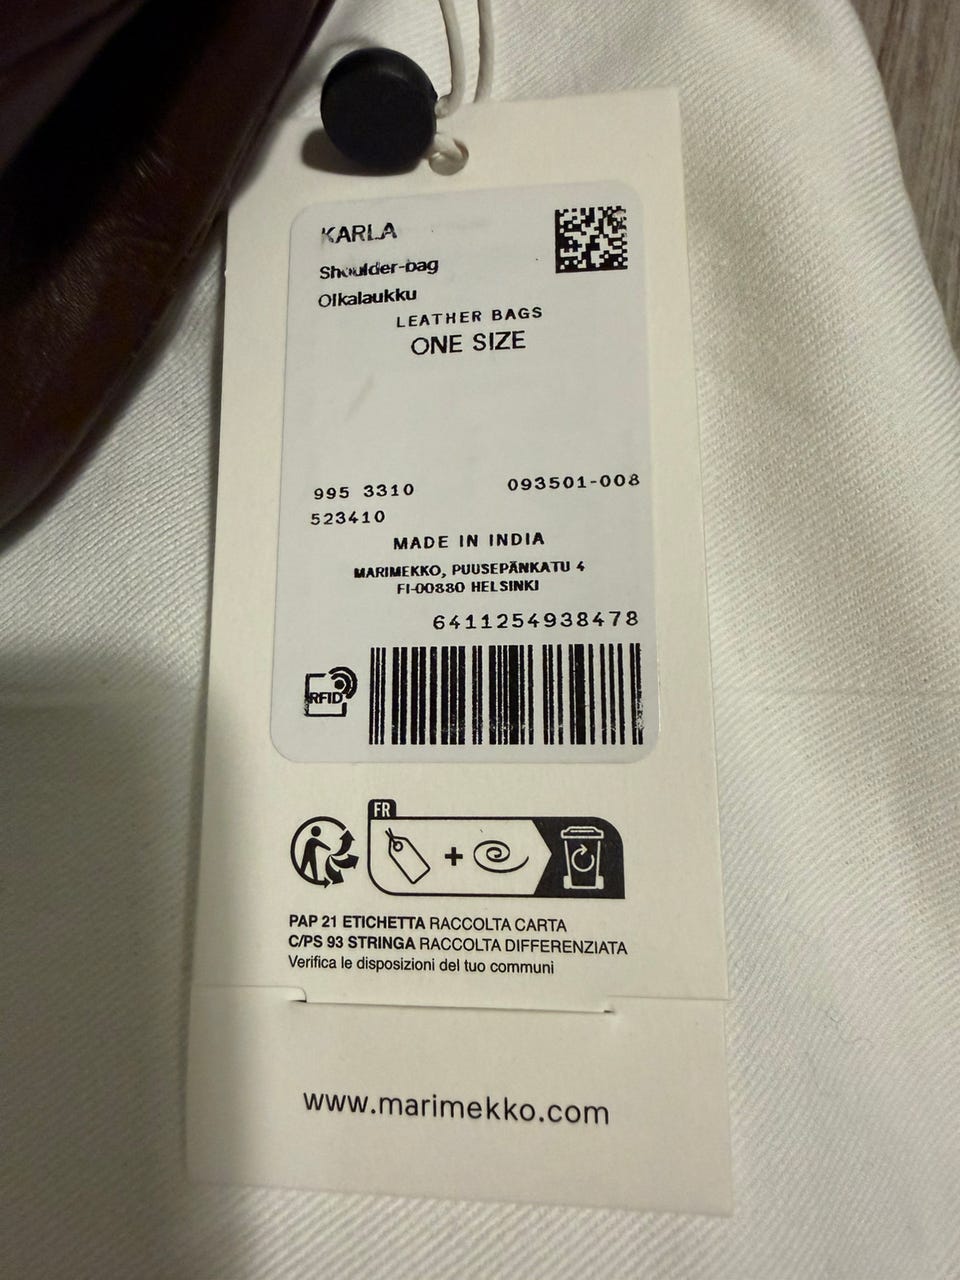 KARLA
Shoulder-bag
Olkalaukku
LEATHER BAGS
ONE SIZE
995 3310 093501-008
523410
MADE IN INDIA
MARIMEKKO, PUUSEPÄNKATU 4
FI-00880 HELSINKI
6411254938478
RFID
FR
PAP 21 ETICHETTA RACCOLTA CARTA
C/PS 93 STRINGA RACCOLTA DIFFERENZIATA
Verifica le disposizioni del tuo communi
www.marimekko.com